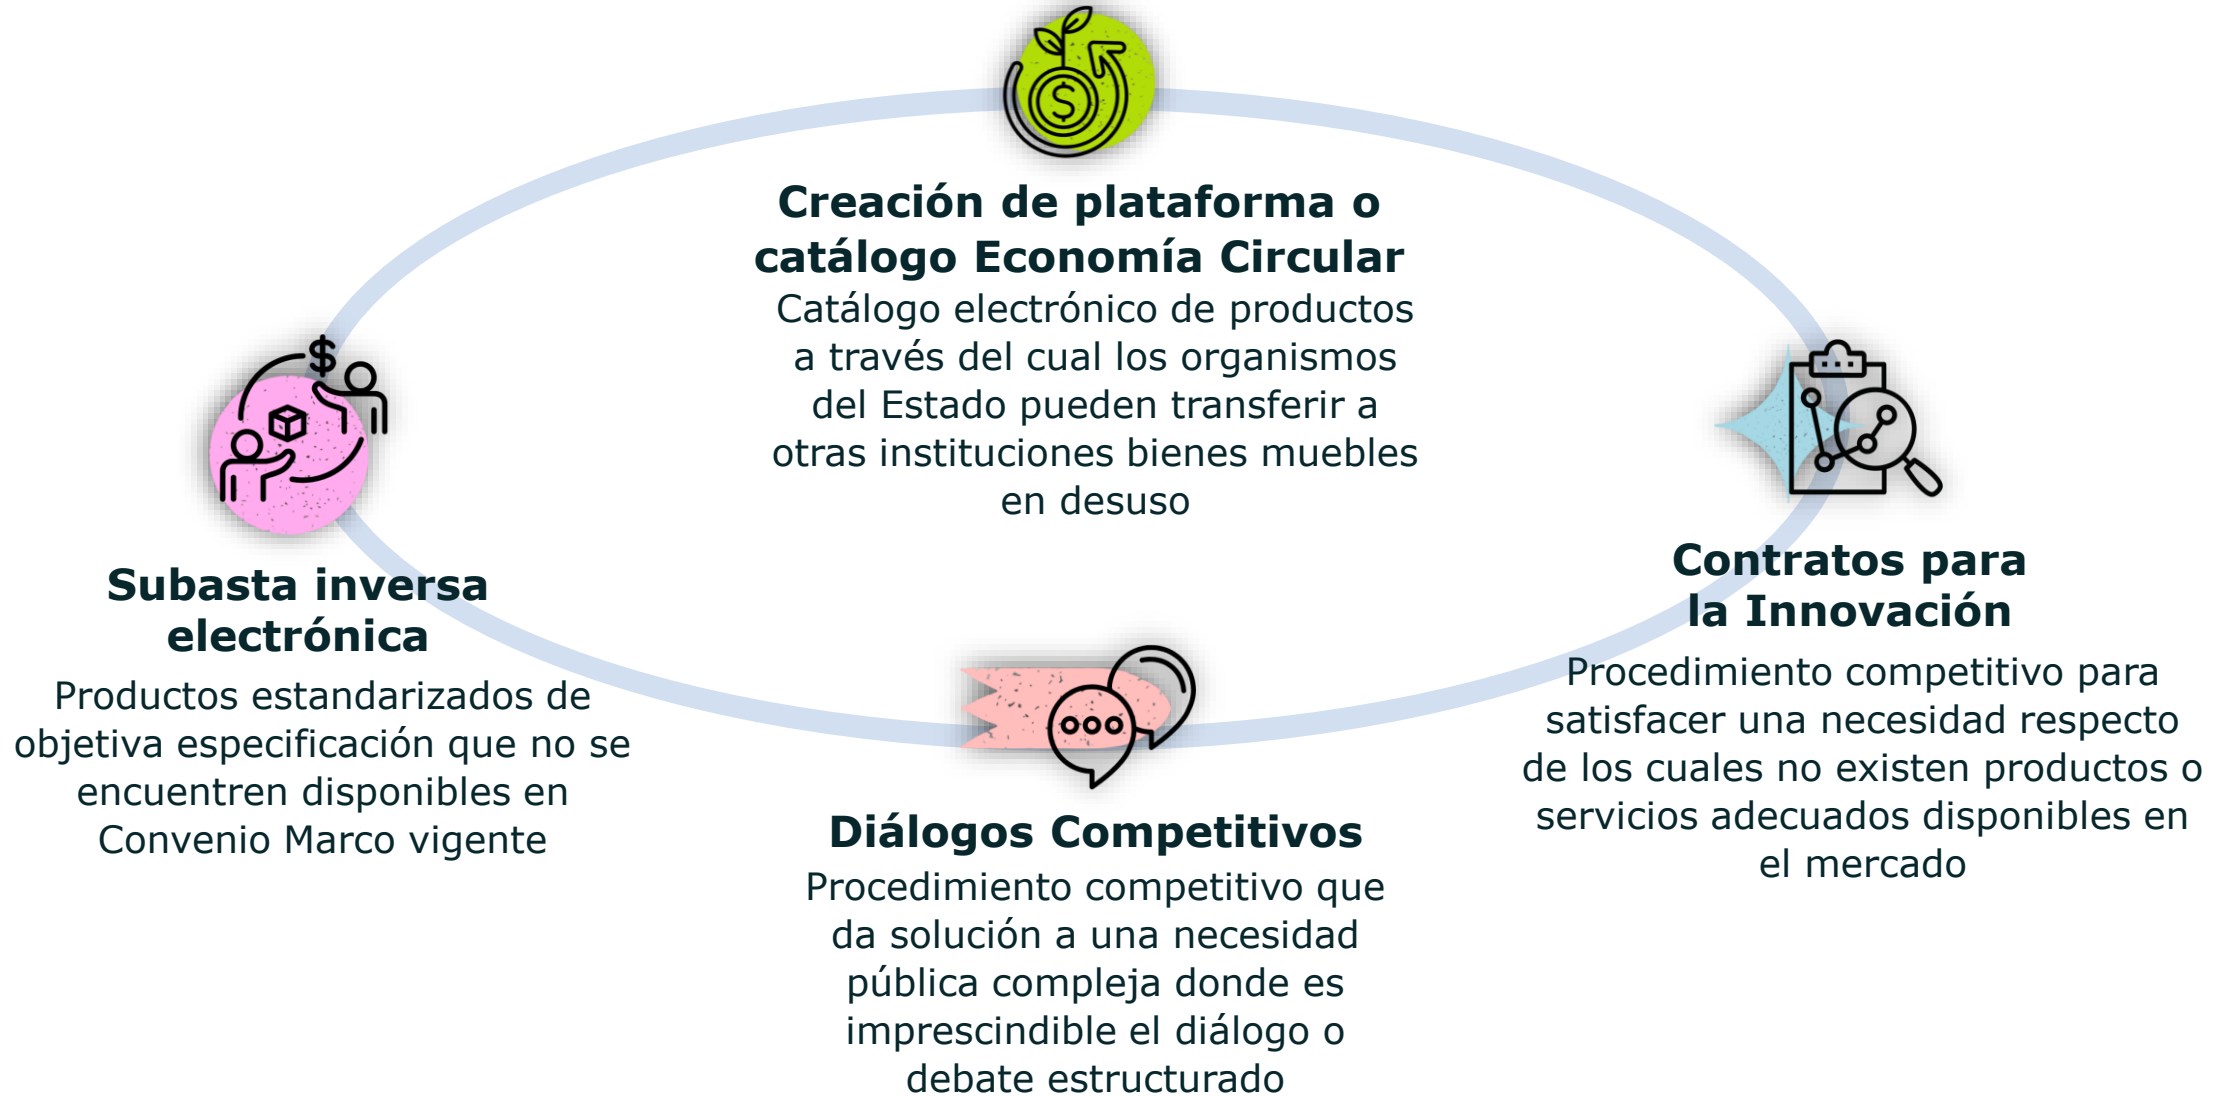 Creación de plataforma o
catálogo Economía Circular
Catálogo electrónico de productos
a través del cual los organismos
del Estado pueden transferir a
otras instituciones bienes muebles
en desuso
Subasta inversa
electrónica
Productos estandarizados de
objetiva especificación que no se
encuentren disponibles en
Convenio Marco vigente
Diálogos Competitivos
Procedimiento competitivo que
da solución a una necesidad
pública compleja donde es
imprescindible el diálogo o
debate estructurado
Contratos para
la Innovación
Procedimiento competitivo para
satisfacer una necesidad respecto
de los cuales no existen productos o
servicios adecuados disponibles en
el mercado